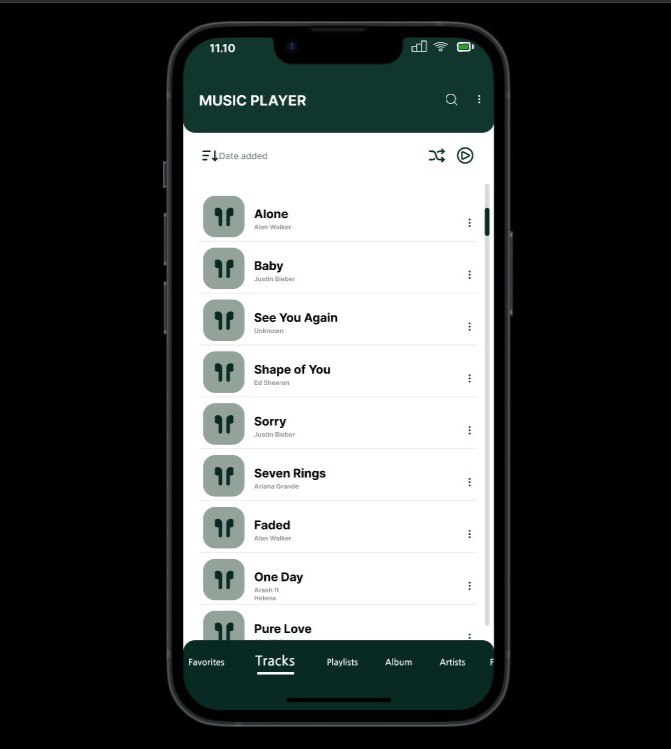 11.10
MUSIC PLAYER
Date added
Alone
Alan Walker
Baby
Justin Bieber
See You Again
Unknown
Shape of You
Ed Sheeran
Sorry
Justin Bieber
Seven Rings
Ariana Grande
Faded
Alan Walker
One Day
Arash ft
Helena
Pure Love
Favorites Tracks Playlists Album Artists F